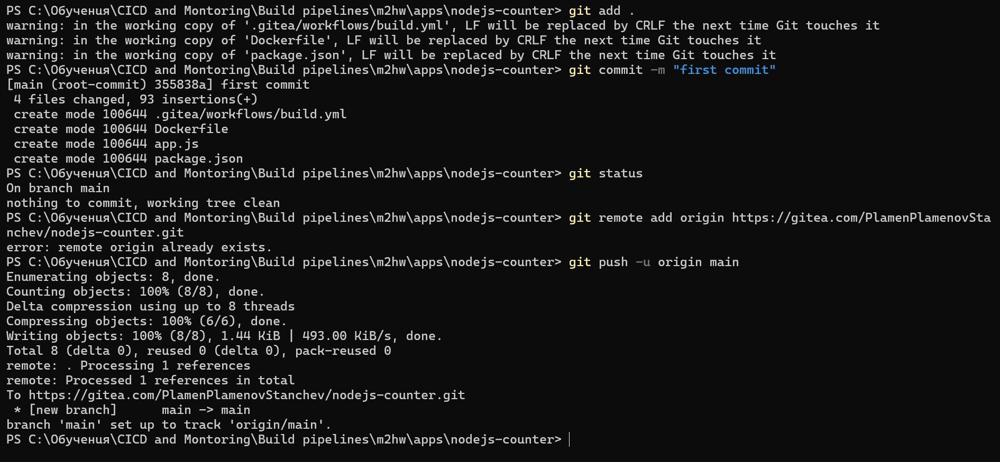 PS C:\Обучения\CICD and Montoring\Build pipelines\m2hw\apps\nodejs-counter> git add .
warning: in the working copy of '.gitea/workflows/build.yml', LF will be replaced by CRLF the next time Git touches it
warning: in the working copy of 'Dockerfile', LF will be replaced by CRLF the next time Git touches it
warning: in the working copy of 'package.json', LF will be replaced by CRLF the next time Git touches it
PS C:\Обучения\CICD and Montoring\Build pipelines\m2hw\apps\nodejs-counter> git commit -m "first commit"
[main (root-commit) 355838a] first commit
 4 files changed, 93 insertions(+)
 create mode 100644 .gitea/workflows/build.yml
 create mode 100644 Dockerfile
 create mode 100644 app.js
 create mode 100644 package.json
PS C:\Обучения\CICD and Montoring\Build pipelines\m2hw\apps\nodejs-counter> git status
On branch main
nothing to commit, working tree clean
PS C:\Обучения\CICD and Montoring\Build pipelines\m2hw\apps\nodejs-counter> git remote add origin https://gitea.com/PlamenPlamenovSta
nchev/nodejs-counter.git
error: remote origin already exists.
PS C:\Обучения\CICD and Montoring\Build pipelines\m2hw\apps\nodejs-counter> git push -u origin main
Enumerating objects: 8, done.
Counting objects: 100% (8/8), done.
Delta compression using up to 8 threads
Compressing objects: 100% (6/6), done.
Writing objects: 100% (8/8), 1.44 KiB | 493.00 KiB/s, done.
Total 8 (delta 0), reused 0 (delta 0), pack-reused 0
remote: . Processing 1 references
remote: Processed 1 references in total
To https://gitea.com/PlamenPlamenovStanchev/nodejs-counter.git
 * [new branch]      main -> main
branch 'main' set up to track 'origin/main'.
PS C:\Обучения\CICD and Montoring\Build pipelines\m2hw\apps\nodejs-counter>